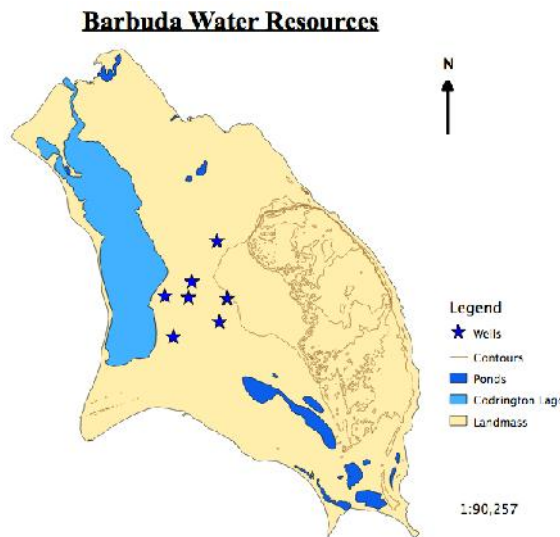 Barbuda Water Resources
N
Legend
Wells
Contours
Ponds
Codrington Lag
Landmass
1:90,257